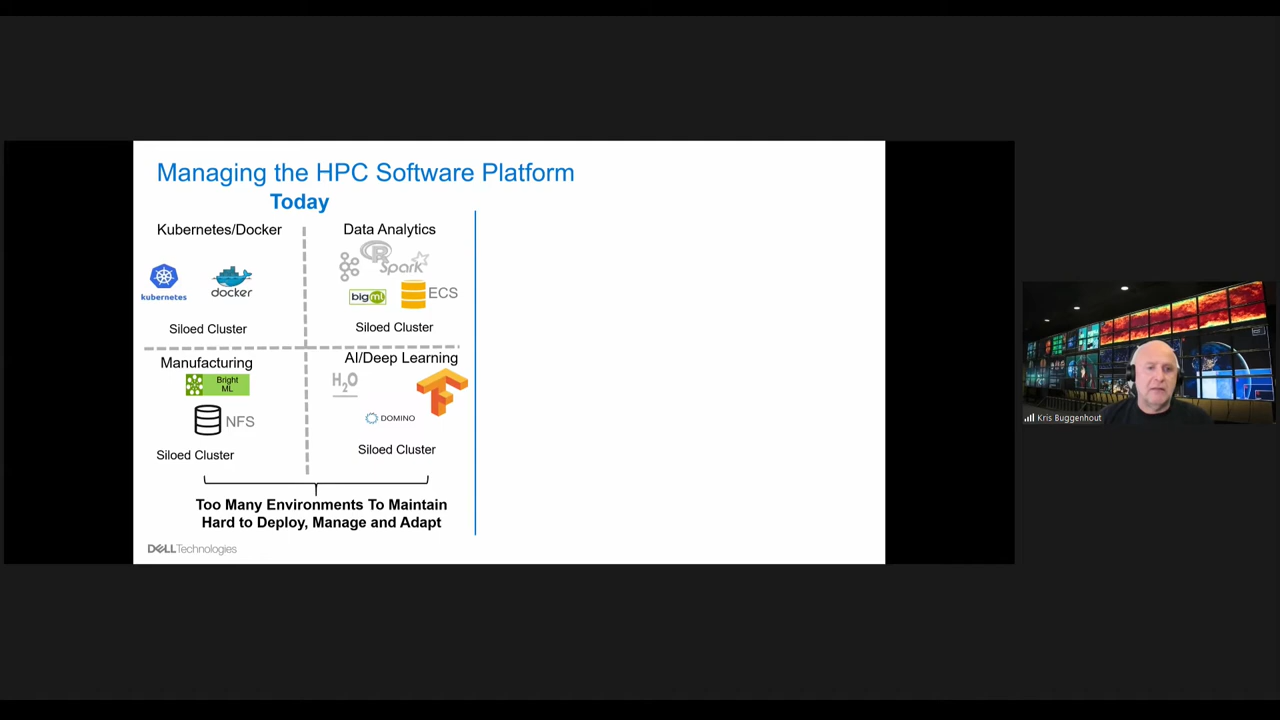 Managing the HPC Software Platform
Today
Kubernetes/Docker
Data Analytics
kubernetes
docker
R
Spark
bigml
ECS
Siloed Cluster
Siloed Cluster
Manufacturing
AI/Deep Learning
Bright
ML
H2O
NFS
DOMINO
Siloed Cluster
Siloed Cluster
Too Many Environments To Maintain
Hard to Deploy, Manage and Adapt
DELL Technologies
Kris Buggenhout